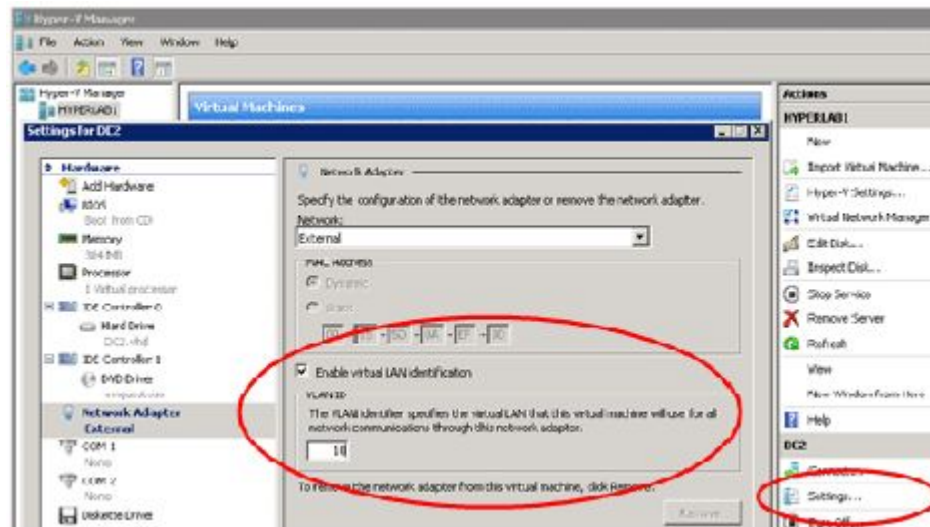 Hyper-V Manager
File Action View Window Help
Hyper-V Manager
HYPERLAB1
Virtual Machines
Settings for DC2
Hardware
Add Hardware
BIOS
Boot from CD
Memory
384 MB
Processor
1 Virtual processor
IDE Controller 0
Hard Drive
DC2.vhd
IDE Controller 1
DVD Drive
Network Adapter
External
COM 1
None
COM 2
None
Diskette Drive
Network Adapter
Specify the configuration of the network adapter or remove the network adapter.
Network:
External
MAC Address
Dynamic
Static
Enable virtual LAN identification
VLAN ID
The VLAN identifier specifies the virtual LAN that this virtual machine will use for all
network communications through this network adapter.
To remove the network adapter from this virtual machine, click Remove.
Remove
Actions
HYPERLAB1
New
Import Virtual Machine...
Hyper-V Settings...
Virtual Network Manager
Edit Disk...
Inspect Disk...
Stop Service
Remove Server
Refresh
View
New Window from Here
Help
DC2
Connect...
Settings...